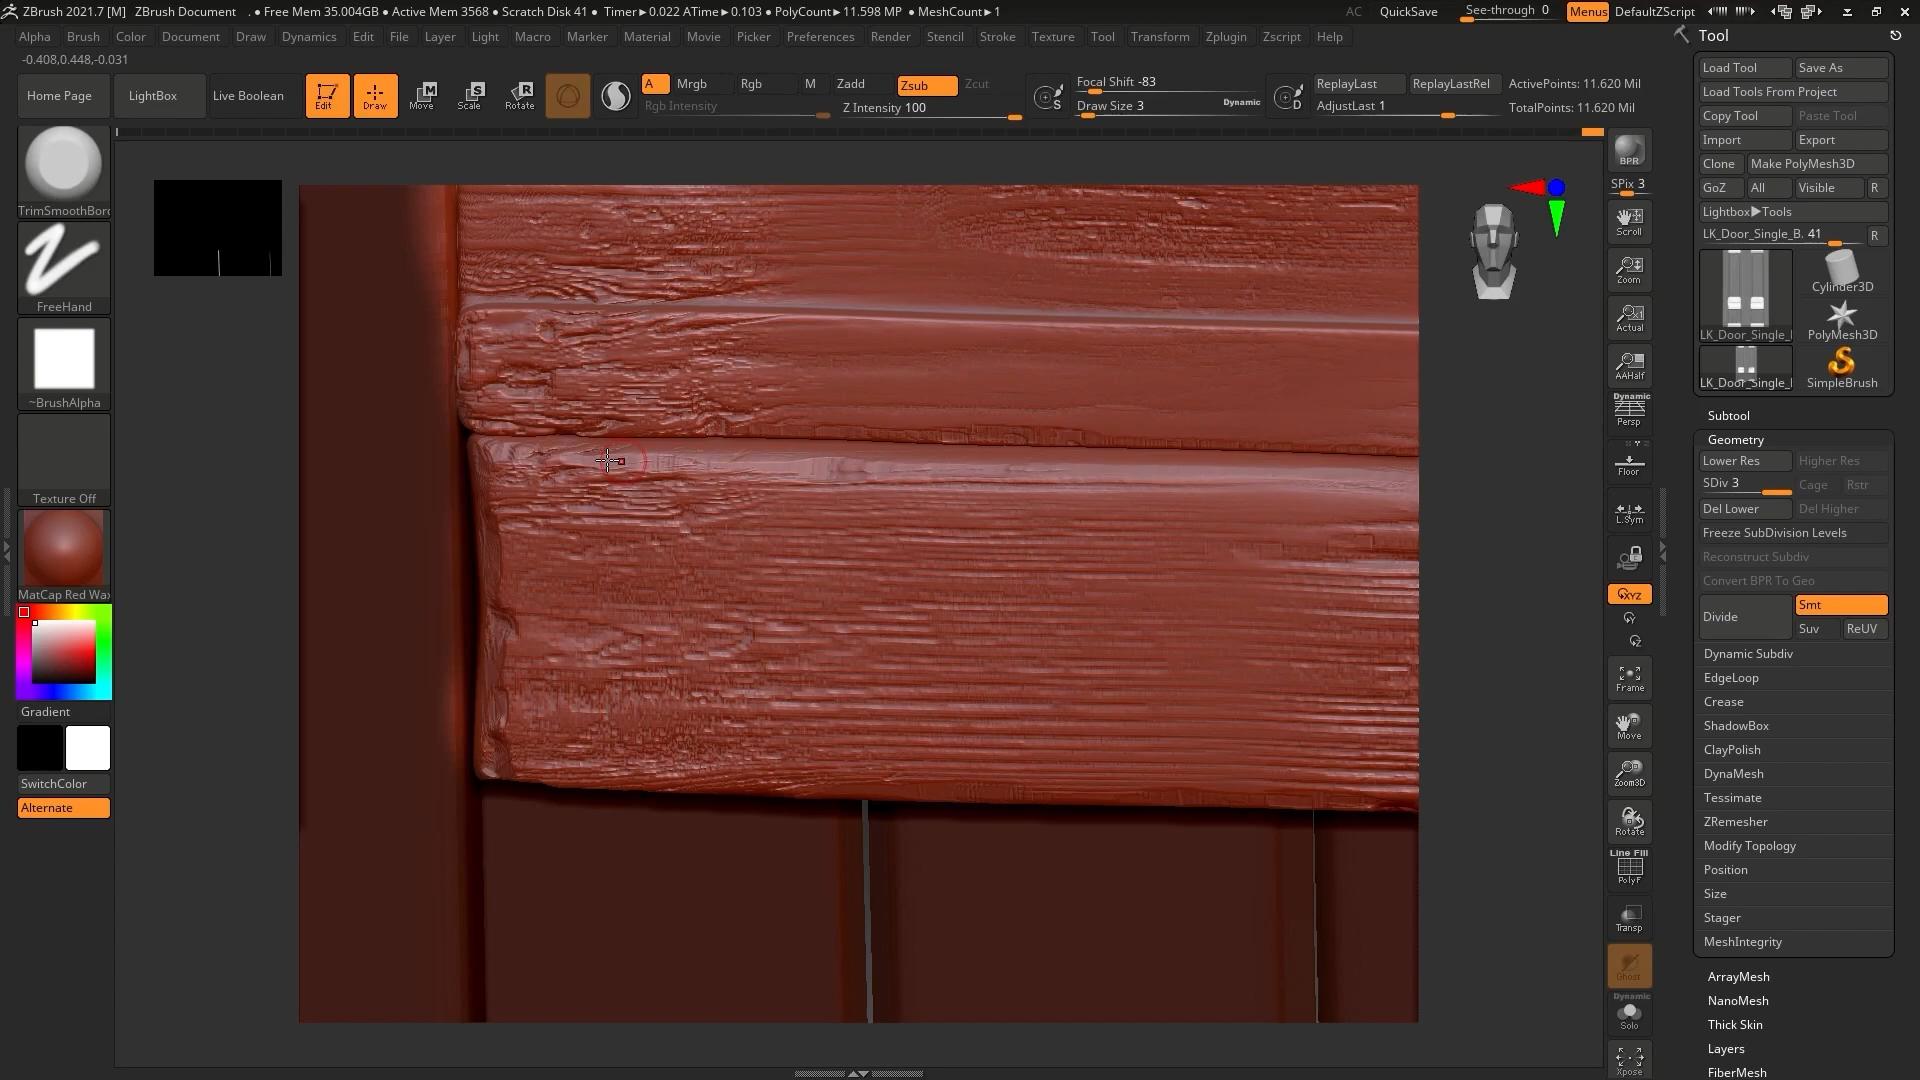 ZBrush 2021.7 [M] ZBrush Document . • Free Mem 35.004GB • Active Mem 3568 • Scratch Disk 41 • Timer►0.022 ATime►0.103 • PolyCount►11.598 MP • MeshCount►1 AC QuickSave See-through 0 Menus DefaultZScript
Alpha Brush Color Document Draw Dynamics Edit File Layer Light Macro Marker Material Movie Picker Preferences Render Stencil Stroke Texture Tool Transform Zplugin Zscript Help
-0.408,0.448,-0.031
Home Page LightBox Live Boolean Edit Draw Move Scale Rotate
M S R
A Mrgb Rgb M Zadd Zsub Zcut
Rgb Intensity Z Intensity 100
S Focal Shift -83
Draw Size 3 Dynamic
D ReplayLast ReplayLastRel ActivePoints: 11.620 Mil
AdjustLast 1 TotalPoints: 11.620 Mil
TrimSmoothBord
FreeHand
~BrushAlpha
Texture Off
MatCap Red Wax
Gradient
SwitchColor
Alternate
BPR
SPix 3
Scroll
Zoom
Actual
AAHalf
Dynamic
Persp
Floor
L.Sym
XYZ
Y
Z
Frame
Move
Zoom3D
Rotate
Line Fill
PolyF
Transp
Ghost
Dynamic
Solo
Xpose
Tool
Load Tool Save As
Load Tools From Project
Copy Tool Paste Tool
Import Export
Clone Make PolyMesh3D
GoZ All Visible R
Lightbox►Tools
LK_Door_Single_B. 41 R
Cylinder3D
LK_Door_Single_l PolyMesh3D
LK_Door_Single_l SimpleBrush
Subtool
Geometry
Lower Res Higher Res
SDiv 3 Cage Rstr
Del Lower Del Higher
Freeze SubDivision Levels
Reconstruct Subdiv
Convert BPR To Geo
Divide Smt
Suv ReUV
Dynamic Subdiv
EdgeLoop
Crease
ShadowBox
ClayPolish
DynaMesh
Tessimate
ZRemesher
Modify Topology
Position
Size
Stager
MeshIntegrity
ArrayMesh
NanoMesh
Thick Skin
Layers
FiberMesh